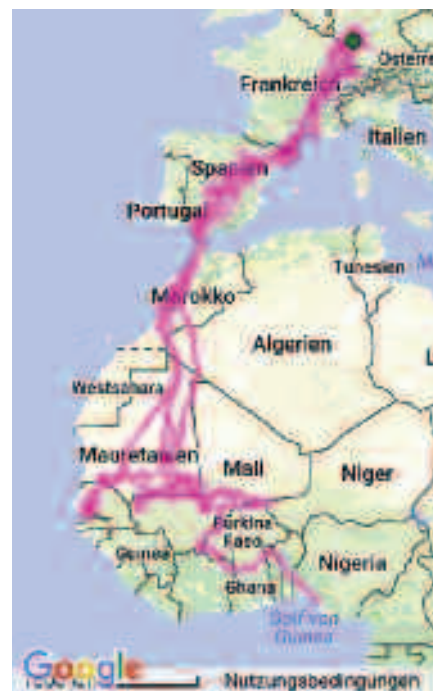 Österre
Frankreich
Italien
Spanien
Portugal
Tunesien
Marokko
Algerien
Westsahara
Mauretanien
Mali
Niger
Burkina
Faso
Guinea
Nigeria
Ghana
Golf von
Guinea
Google
Nutzungsbedingungen